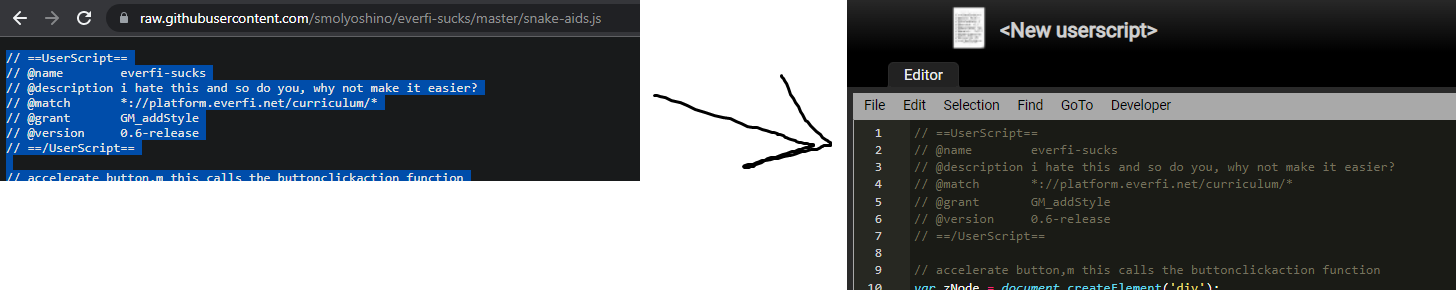 raw.githubusercontent.com/smolyoshino/everfi-sucks/master/snake-aids.js
// ==UserScript==
// @name        everfi-sucks
// @description i hate this and so do you, why not make it easier?
// @match       *://platform.everfi.net/curriculum/*
// @grant       GM_addStyle
// @version     0.6-release
// ==/UserScript==
// accelerate button,m this calls the buttonclickaction function
<New userscript>
Editor
File Edit Selection Find GoTo Developer
1 // ==UserScript==
2 // @name        everfi-sucks
3 // @description i hate this and so do you, why not make it easier?
4 // @match       *://platform.everfi.net/curriculum/*
5 // @grant       GM_addStyle
6 // @version     0.6-release
7 // ==/UserScript==
8
9 // accelerate button,m this calls the buttonclickaction function
10 var zNode = document.createElement('div');